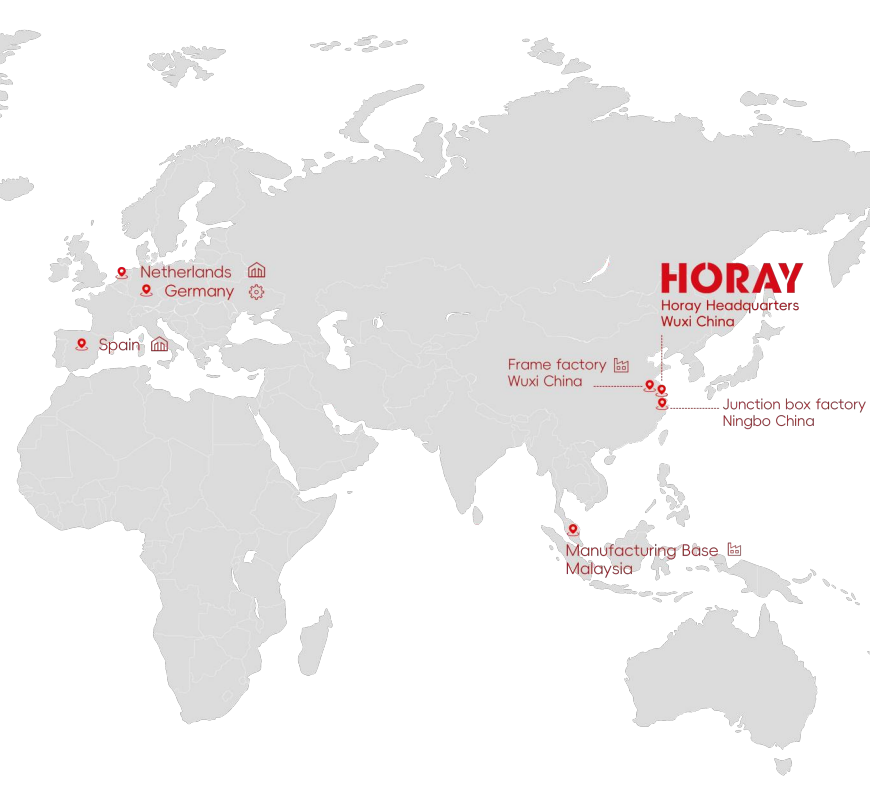 Netherlands
Germany
Spain
HORAY
Horay Headquarters
Wuxi China
Frame factory
Wuxi China
Junction box factory
Ningbo China
Manufacturing Base
Malaysia